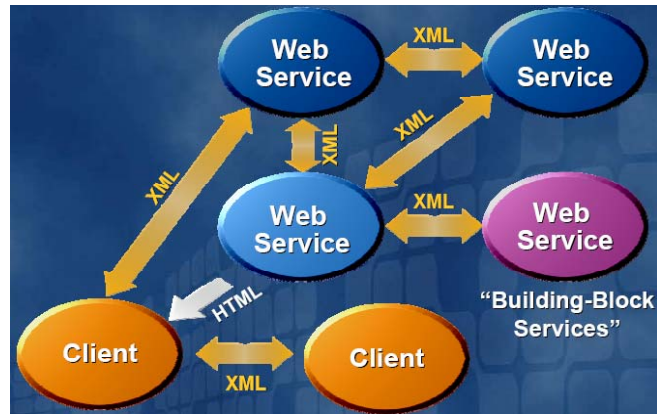 Web
Service
XML
Web
Service
XML
XML
XML
Web
Service
XML
Web
Service
HTML
“Building-Block
Services”
Client
XML
Client